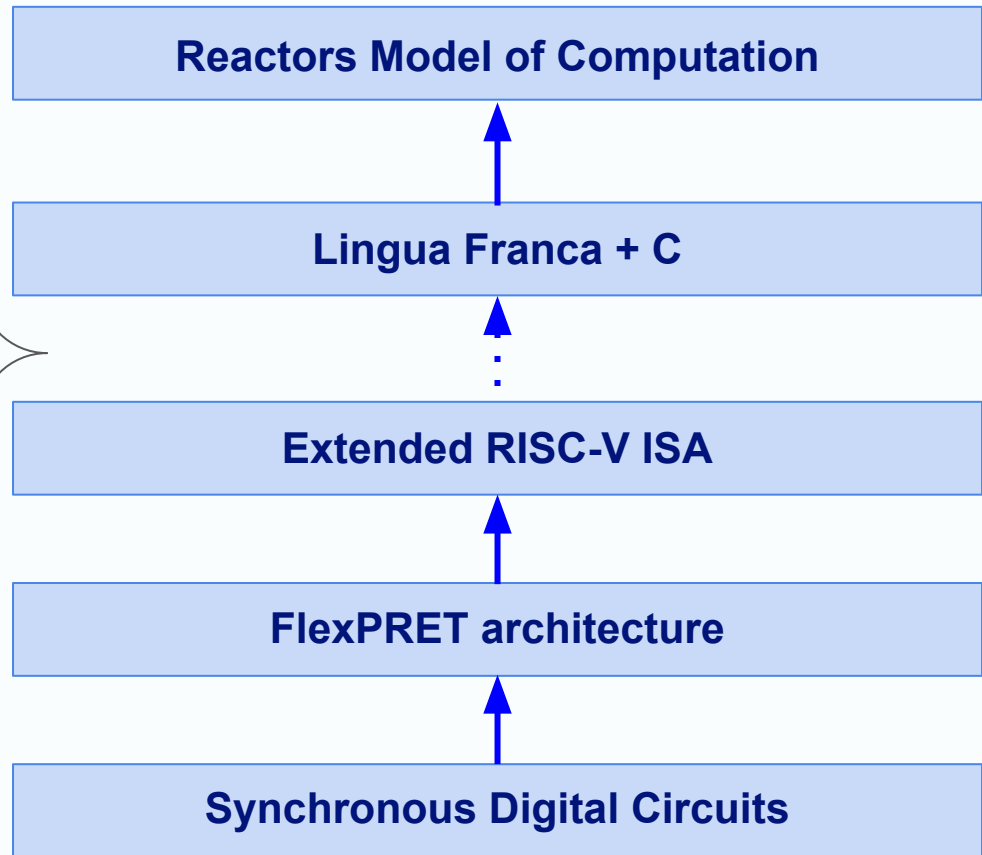 Reactors Model of Computation
Lingua Franca + C
Extended RISC-V ISA
FlexPRET architecture
Synchronous Digital Circuits